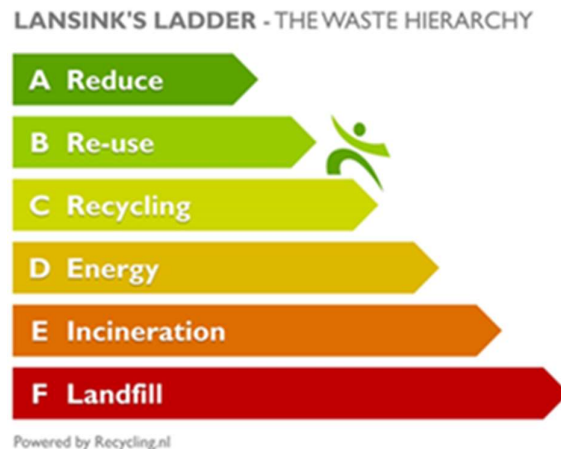 LANSINK'S LADDER - THE WASTE HIERARCHY
A Reduce
B Re-use
C Recycling
D Energy
E Incineration
F Landfill
Powered by Recycling.nl